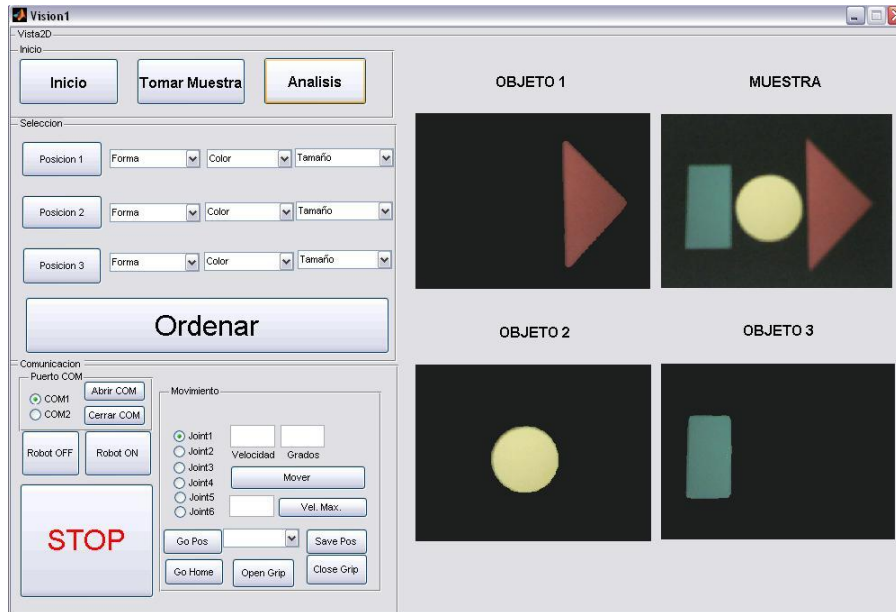 Vision1
Vista2D
Inicio
Inicio
Tomar Muestra
Analisis
Seleccion
Posicion 1
Forma
Color
Tamaño
Posicion 2
Forma
Color
Tamaño
Posicion 3
Forma
Color
Tamaño
Ordenar
Comunicacion
Puerto COM
COM1
COM2
Abrir COM
Cerrar COM
Robot OFF
Robot ON
STOP
Movimiento
Joint1
Joint2
Joint3
Joint4
Joint5
Joint6
Velocidad
Grados
Mover
Vel. Max.
Go Pos
Save Pos
Go Home
Open Grip
Close Grip
OBJETO 1
MUESTRA
OBJETO 2
OBJETO 3